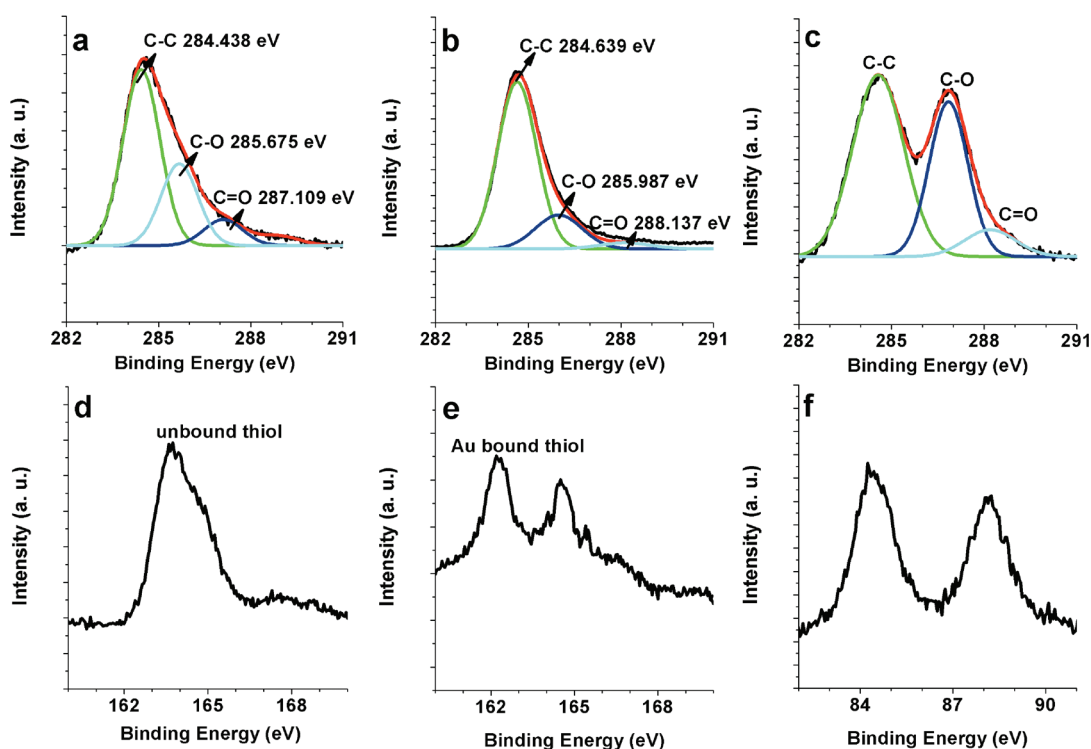 a
C-C 284.438 eV
C-O 285.675 eV
C=O 287.109 eV
Intensity (a. u.)
282 285 288 291
Binding Energy (eV)
b
C-C 284.639 eV
C-O 285.987 eV
C=O 288.137 eV
Intensity (a. u.)
282 285 288 291
Binding Energy (eV)
c
C-C
C-O
C=O
Intensity (a. u.)
282 285 288 291
Binding Energy (eV)
d
unbound thiol
Intensity (a. u.)
162 165 168
Binding Energy (eV)
e
Au bound thiol
Intensity (a. u.)
162 165 168
Binding Energy (eV)
f
Intensity (a. u.)
84 87 90
Binding Energy (eV)